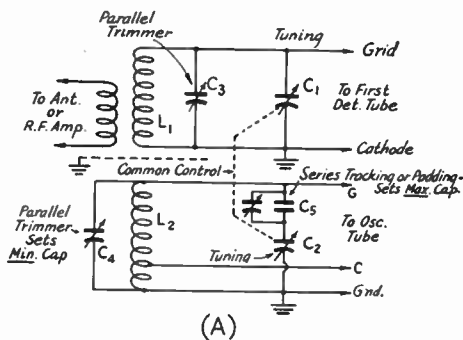 Parallel
Trimmer
Tuning
Grid
C3
C1
To Ant.
or
R.F. Amp.
L1
To First
Det. Tube
Cathode
Common Control
Series Tracking or Padding-
Sets Max. Cap.
G
Parallel
Trimmer-
Sets
Min. Cap
C4
L2
C5
To Osc.
Tube
C2
Tuning
C
Gnd.
(A)